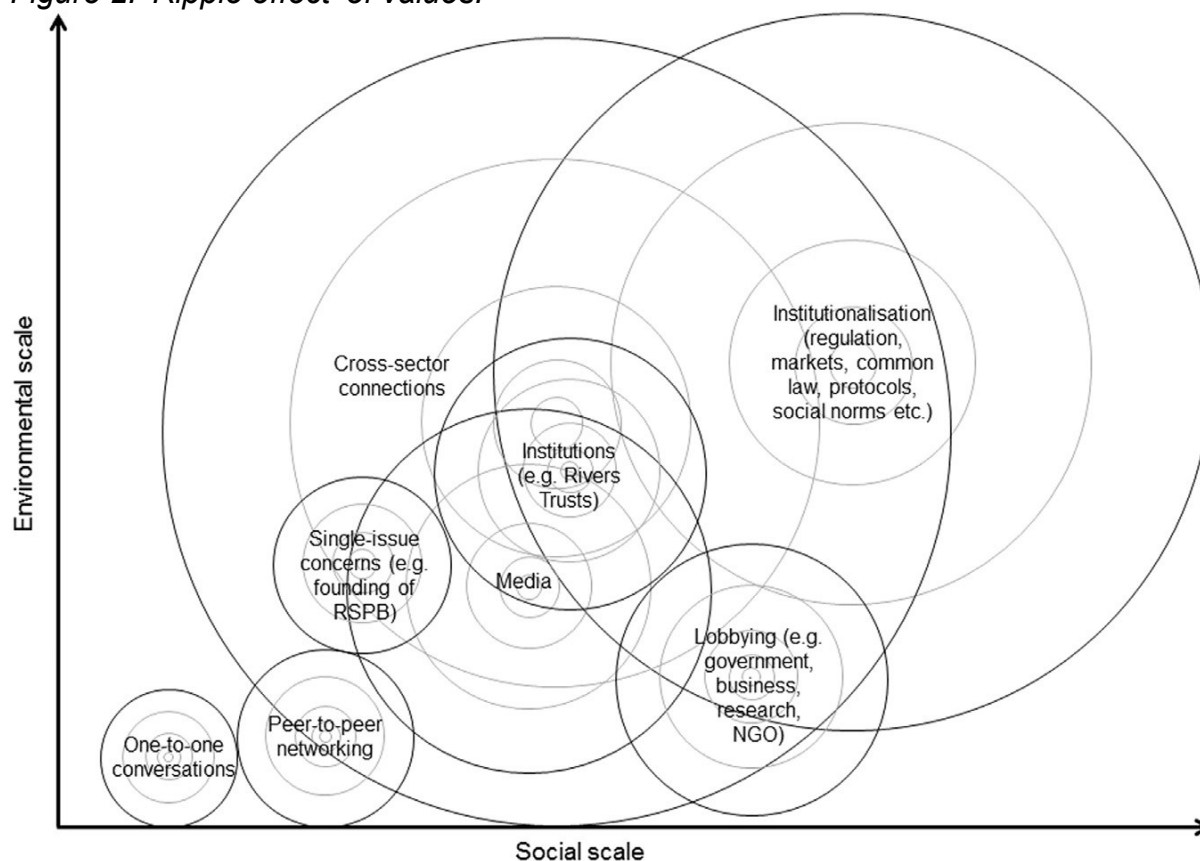 Figure 2. 'Ripple effect' of values.
Environmental scale
Institutionalisation
(regulation,
markets, common
law, protocols,
social norms etc.)
Cross-sector
connections
Institutions
(e.g. Rivers
Trusts)
Single-issue
concerns (e.g.
founding of
RSPB)
Media
Lobbying (e.g.
government,
business,
research,
NGO)
Peer-to-peer
networking
One-to-one
conversations
Social scale